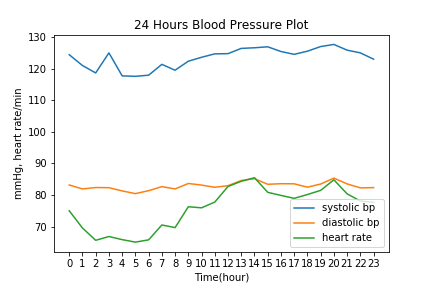 24 Hours Blood Pressure Plot
mmHg, heart rate/min
130
120
110
100
90
80
70
systolic bp
diastolic bp
heart rate
0 1 2 3 4 5 6 7 8 9 10 11 12 13 14 15 16 17 18 19 20 21 22 23
Time(hour)